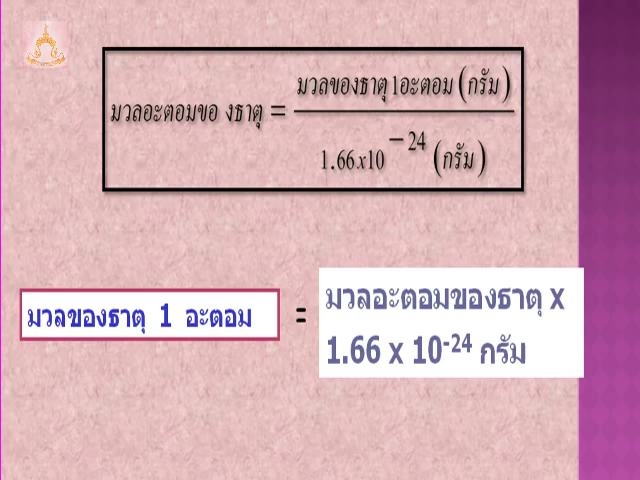 มวลอะตอมขอ งธาตุ = มวลของธาตุ 1อะตอม (กรัม)
1.66 x10 − 24 (กรัม)
มวลของธาตุ 1 อะตอม = มวลอะตอมของธาตุ x
1.66 x 10-24 กรัม